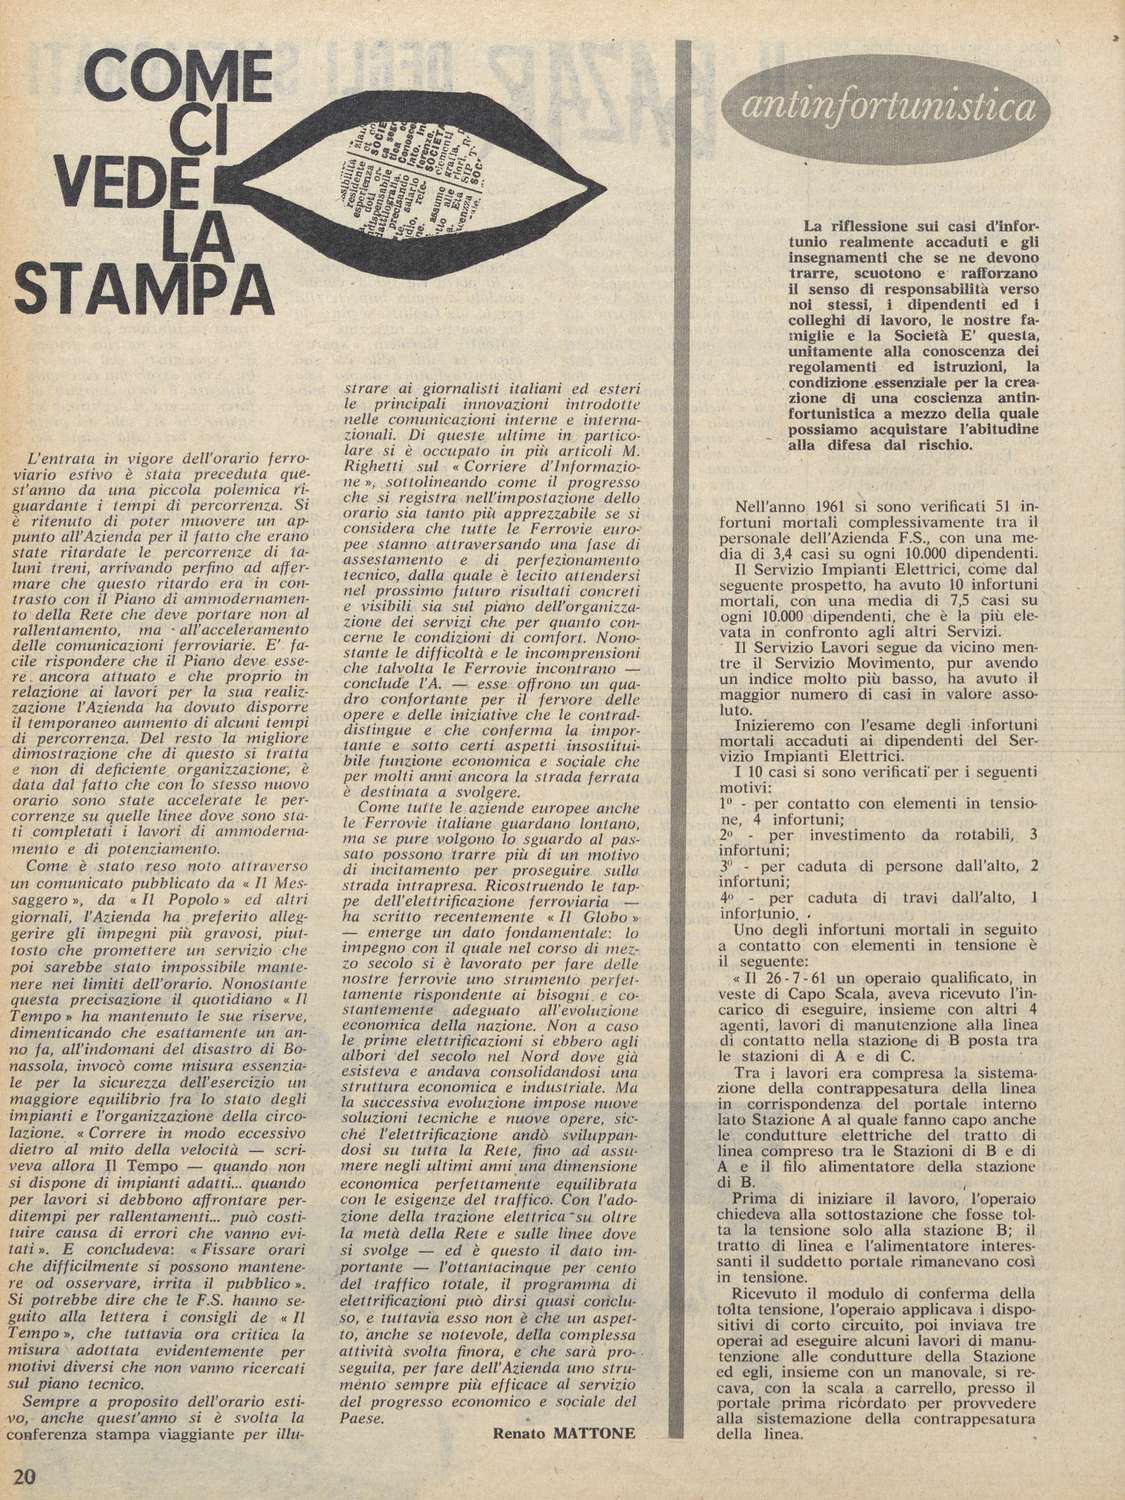 COME
CI
VEDE
LA
STAMPA
L'entrata in vigore dell'orario ferro-
viario estivo è stata preceduta que-
st'anno da una piccola polemica ri-
guardante i tempi di percorrenza. Si
è ritenuto di poter muovere un ap-
punto all'Azienda per il fatto che erano
state ritardate le percorrenze di ta-
luni treni, arrivando perfino ad affer-
mare che questo ritardo era in con-
trasto con il Piano di ammodernamen-
to della Rete che deve portare non al
rallentamento, ma all'acceleramento
delle comunicazioni ferroviarie. E' fa-
cile rispondere che il Piano deve esse-
re ancora attuato e che proprio in
relazione ai lavori per la sua realiz-
zazione l'Azienda ha dovuto disporre
il temporaneo aumento di alcuni tempi
di percorrenza. Del resto la migliore
dimostrazione che di questo si tratta
e non di deficiente organizzazione, è
data dal fatto che con lo stesso nuovo
orario sono state accelerate le per-
correnze su quelle linee dove sono sta-
ti completati i lavori di ammoderna-
mento e di potenziamento.
Come è stato reso noto attraverso
un comunicato pubblicato da « Il Mes-
saggero », da « Il Popolo » ed altri
giornali, l'Azienda ha preferito alleg-
gerire gli impegni più gravosi, piut-
tosto che promettere un servizio che
poi sarebbe stato impossibile mante-
nere nei limiti dell'orario. Nonostante
questa precisazione il quotidiano « Il
Tempo » ha mantenuto le sue riserve,
dimenticando che esattamente un an-
no fa, all'indomani del disastro di Bo-
nassola, invocò come misura essenzia-
le per la sicurezza dell'esercizio un
maggiore equilibrio fra lo stato degli
impianti e l'organizzazione della circo-
lazione. « Correre in modo eccessivo
dietro al mito della velocità — scri-
veva allora Il Tempo — quando non
si dispone di impianti adatti... quando
per lavori si debbono affrontare per-
ditempi per rallentamenti... può costi-
tuire causa di errori che vanno evi-
tati ». E concludeva: « Fissare orari
che difficilmente si possono mantene-
re od osservare, irrita il pubblico ».
Si potrebbe dire che le F.S. hanno se-
guito alla lettera i consigli de « Il
Tempo », che tuttavia ora critica la
misura adottata evidentemente per
motivi diversi che non vanno ricercati
sul piano tecnico.
Sempre a proposito dell'orario esti-
vo, anche quest'anno si è svolta la
conferenza stampa viaggiante per illu-
strare ai giornalisti italiani ed esteri
le principali innovazioni introdotte
nelle comunicazioni interne e interna-
zionali. Di queste ultime in partico-
lare si è occupato in più articoli M.
Righetti sul « Corriere d'Informazio-
ne », sottolineando come il progresso
che si registra nell'impostazione dello
orario sia tanto più apprezzabile se si
considera che tutte le Ferrovie euro-
pee stanno attraversando una fase di
assestamento e di perfezionamento
tecnico, dalla quale è lecito attendersi
nel prossimo futuro risultati concreti
e visibili sia sul piano dell'organizza-
zione dei servizi che per quanto con-
cerne le condizioni di comfort. Nono-
stante le difficoltà e le incomprensioni
che talvolta le Ferrovie incontrano —
conclude l'A. — esse offrono un qua-
dro confortante per il fervore delle
opere e delle iniziative che le contrad-
distingue e che conferma la impor-
tante e sotto certi aspetti insostitui-
bile funzione economica e sociale che
per molti anni ancora la strada ferrata
è destinata a svolgere.
Come tutte le aziende europee anche
le Ferrovie italiane guardano lontano,
ma se pure volgono lo sguardo al pas-
sato possono trarre più di un motivo
di incitamento per proseguire sulla
strada intrapresa. Ricostruendo le tap-
pe dell'elettrificazione ferroviaria —
ha scritto recentemente « Il Globo »
— emerge un dato fondamentale: lo
impegno con il quale nel corso di mez-
zo secolo si è lavorato per fare delle
nostre ferrovie uno strumento perfet-
tamente rispondente ai bisogni e co-
stantemente adeguato all'evoluzione
economica della nazione. Non a caso
le prime elettrificazioni si ebbero agli
albori del secolo nel Nord dove già
esisteva e andava consolidandosi una
struttura economica e industriale. Ma
la successiva evoluzione impose nuove
soluzioni tecniche e nuove opere, sic-
ché l'elettrificazione andò sviluppan-
dosi su tutta la Rete, fino ad assu-
mere negli ultimi anni una dimensione
economica perfettamente equilibrata
con le esigenze del traffico. Con l'ado-
zione della trazione elettrica su oltre
la metà della Rete e sulle linee dove
si svolge — ed è questo il dato im-
portante — l'ottantacinque per cento
del traffico totale, il programma di
elettrificazioni può dirsi quasi conclu-
so, e tuttavia esso non è che un aspet-
to, anche se notevole, della complessa
attività svolta finora, e che sarà pro-
seguita, per fare dell'Azienda uno stru-
mento sempre più efficace al servizio
del progresso economico e sociale del
Paese.
Renato MATTONE
antinfortunistica
La riflessione sui casi d'infor-
tunio realmente accaduti e gli
insegnamenti che se ne devono
trarre, scuotono e rafforzano
il senso di responsabilità verso
noi stessi, i dipendenti ed i
colleghi di lavoro, le nostre fa-
miglie e la Società E' questa,
unitamente alla conoscenza dei
regolamenti ed istruzioni, la
condizione essenziale per la crea-
zione di una coscienza antin-
fortunistica a mezzo della quale
possiamo acquistare l'abitudine
alla difesa dal rischio.
Nell'anno 1961 si sono verificati 51 in-
fortuni mortali complessivamente tra il
personale dell'Azienda F.S., con una me-
dia di 3,4 casi su ogni 10.000 dipendenti.
Il Servizio Impianti Elettrici, come dal
seguente prospetto, ha avuto 10 infortuni
mortali, con una media di 7,5 casi su
ogni 10.000 dipendenti, che è la più ele-
vata in confronto agli altri Servizi.
Il Servizio Lavori segue da vicino men-
tre il Servizio Movimento, pur avendo
un indice molto più basso, ha avuto il
maggior numero di casi in valore asso-
luto.
Inizieremo con l'esame degli infortuni
mortali accaduti ai dipendenti del Ser-
vizio Impianti Elettrici.
I 10 casi si sono verificati per i seguenti
motivi:
1º - per contatto con elementi in tensio-
ne, 4 infortuni;
2º - per investimento da rotabili, 3
infortuni;
3º - per caduta di persone dall'alto, 2
infortuni;
4º - per caduta di travi dall'alto, 1
infortunio.
Uno degli infortuni mortali in seguito
a contatto con elementi in tensione è
il seguente:
« Il 26-7-61 un operaio qualificato, in
veste di Capo Scala, aveva ricevuto l'in-
carico di eseguire, insieme con altri 4
agenti, lavori di manutenzione alla linea
di contatto nella stazione di B posta tra
le stazioni di A e di C.
Tra i lavori era compresa la sistema-
zione della contrappesatura della linea
in corrispondenza del portale interno
lato Stazione A al quale fanno capo anche
le condutture elettriche del tratto di
linea compreso tra le Stazioni di B e di
A e il filo alimentatore della stazione
di B.
Prima di iniziare il lavoro, l'operaio
chiedeva alla sottostazione che fosse tol-
ta la tensione solo alla stazione B; il
tratto di linea e l'alimentatore interes-
santi il suddetto portale rimanevano così
in tensione.
Ricevuto il modulo di conferma della
tolta tensione, l'operaio applicava i dispo-
sitivi di corto circuito, poi inviava tre
operai ad eseguire alcuni lavori di manu-
tenzione alle condutture della Stazione
ed egli, insieme con un manovale, si re-
cava, con la scala a carrello, presso il
portale prima ricordato per provvedere
alla sistemazione della contrappesatura
della linea.
20